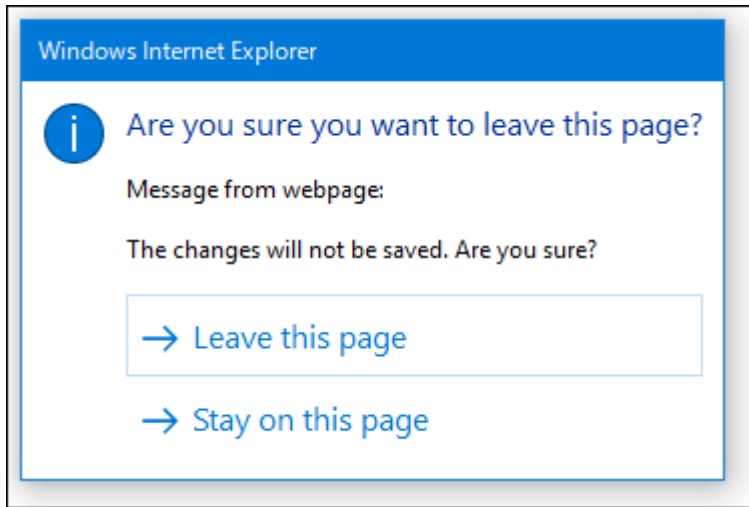 Windows Internet Explorer
Are you sure you want to leave this page?
Message from webpage:
The changes will not be saved. Are you sure?
Leave this page
Stay on this page